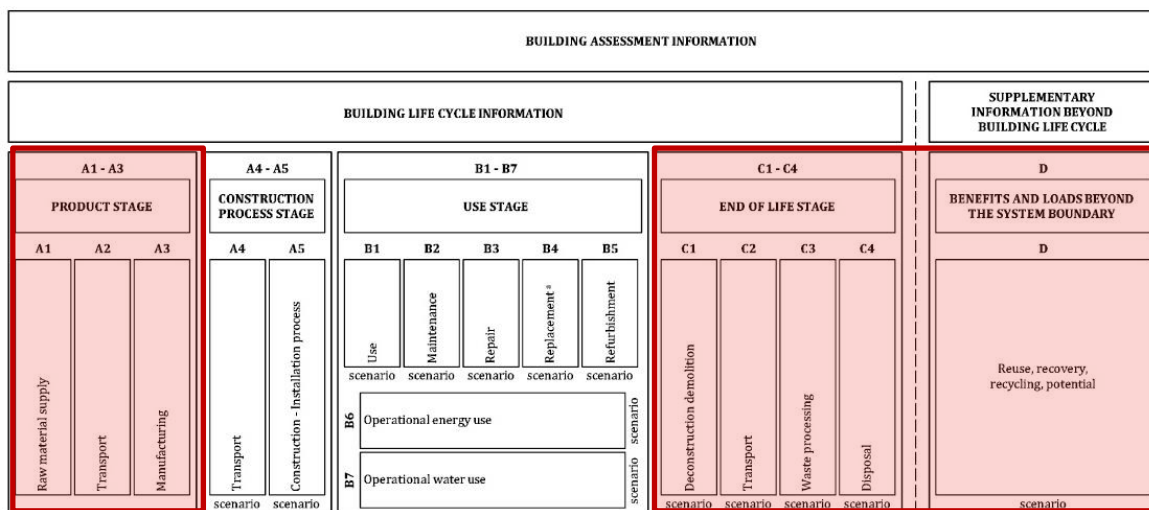 BUILDING ASSESSMENT INFORMATION
BUILDING LIFE CYCLE INFORMATION
SUPPLEMENTARY
INFORMATION BEYOND
BUILDING LIFE CYCLE
A1 - A3
PRODUCT STAGE
A4 - A5
CONSTRUCTION
PROCESS STAGE
B1 - B7
USE STAGE
C1 - C4
END OF LIFE STAGE
D
BENEFITS AND LOADS BEYOND
THE SYSTEM BOUNDARY
A1
A2
A3
A4
A5
B1
B2
B3
B4
B5
C1
C2
C3
C4
D
Raw material supply
Transport
Manufacturing
Transport
Construction - Installation process
Use
Maintenance
Repair
Replacement ª
Refurbishment
scenario
scenario
scenario
scenario
scenario
B6
Operational energy use
scenario
B7
Operational water use
scenario
Deconstruction demolition
Transport
Waste processing
Disposal
Reuse, recovery,
recycling, potential
scenario
scenario
scenario
scenario
scenario
scenario
scenario